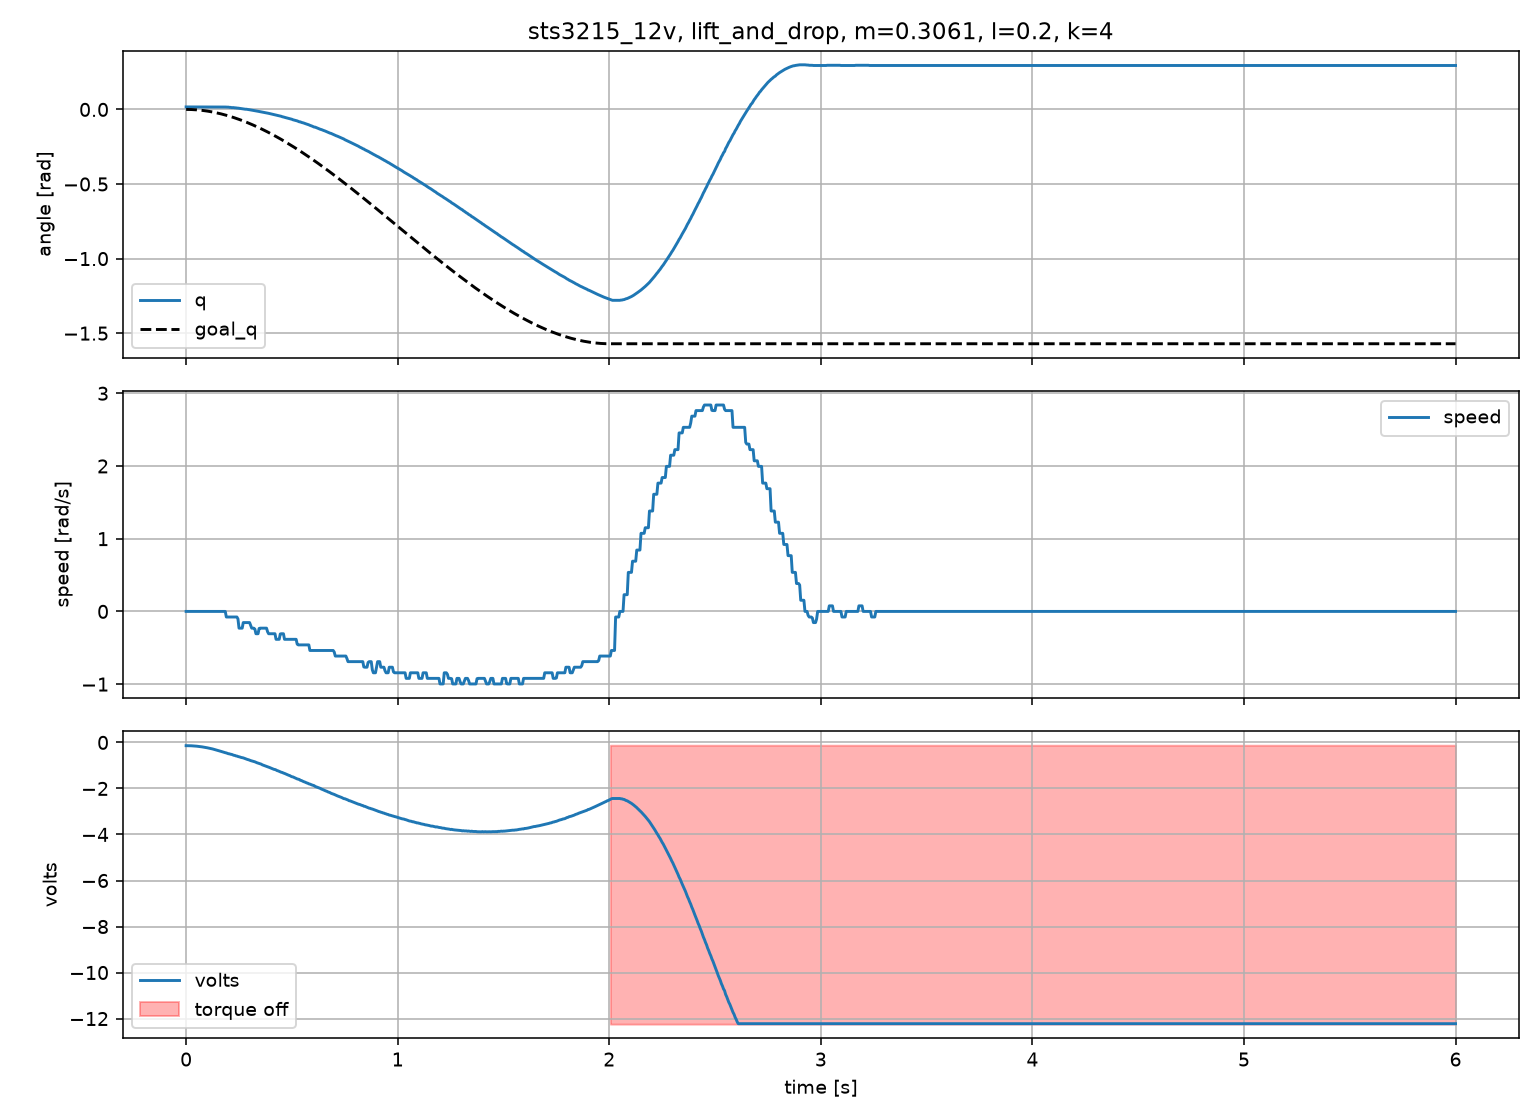 sts3215_12v, lift_and_drop, m=0.3061, l=0.2, k=4
0.0
−0.5
−1.0
−1.5
angle [rad]
q
goal_q
3
2
1
0
−1
speed [rad/s]
speed
0
−2
−4
−6
−8
−10
−12
volts
volts
torque off
0 1 2 3 4 5 6
time [s]